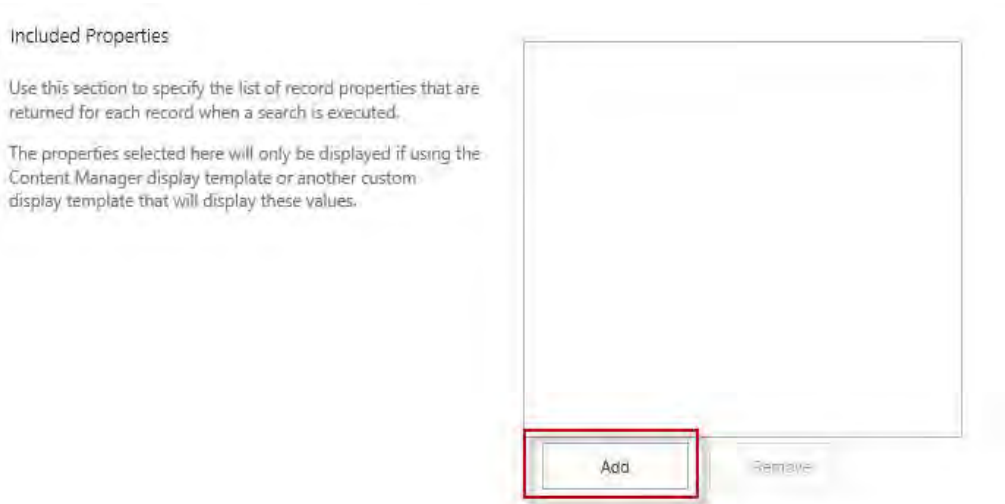 Included Properties
Use this section to specify the list of record properties that are
returned for each record when a search is executed.
The properties selected here will only be displayed if using the
Content Manager display template or another custom
display template that will display these values.
Add
Remove